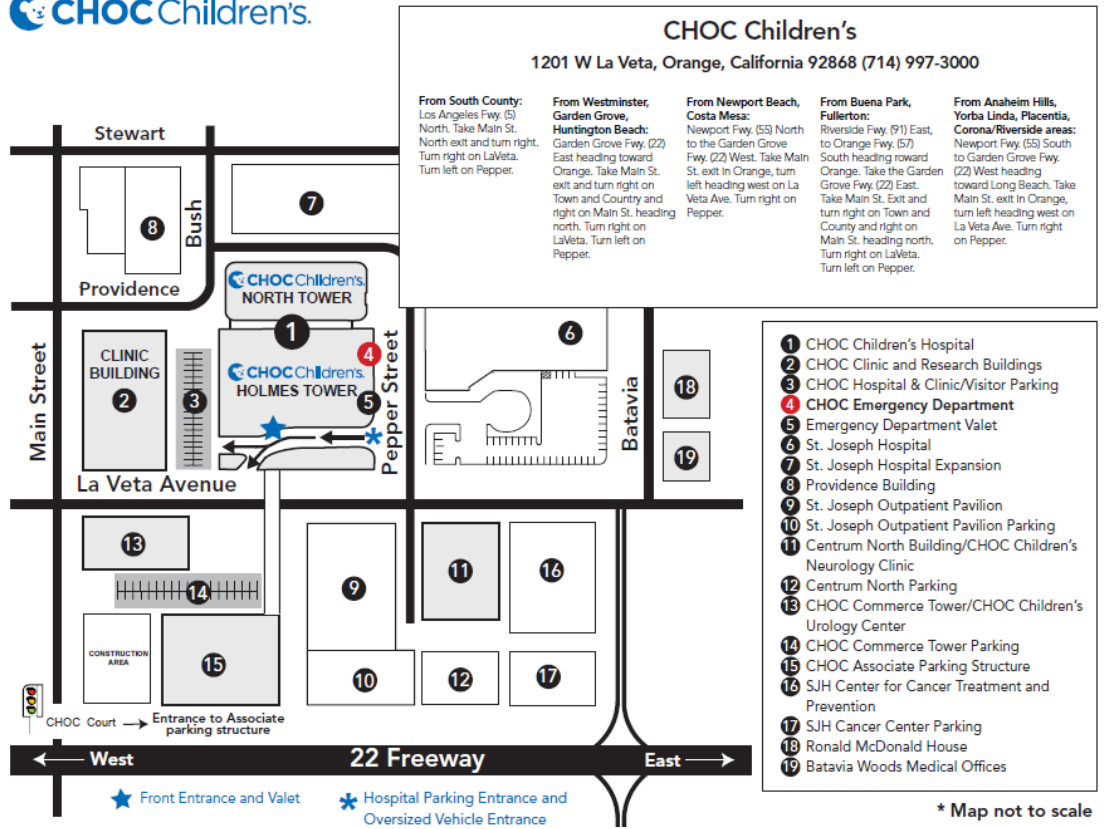 CHOC Children's.
CHOC Children's
1201 W La Veta, Orange, California 92868 (714) 997-3000
From South County:
Los Angeles Fwy. (5)
North. Take Main St.
North exit and turn right.
Turn right on LaVeta.
Turn left on Pepper.
From Westminster,
Garden Grove,
Huntington Beach:
Garden Grove Fwy. (22)
East heading toward
Orange. Take Main St.
exit and turn right on
Town and Country and
right on Main St. heading
north. Turn right on
LaVeta. Turn left on
Pepper.
From Newport Beach,
Costa Mesa:
Newport Fwy. (55) North
to the Garden Grove
Fwy. (22) West. Take Main
St. exit in Orange, turn
left heading west on La
Veta Ave. Turn right on
Pepper.
From Buena Park,
Fullerton:
Riverside Fwy. (91) East,
to Orange Fwy. (57)
South heading roward
Orange. Take the Garden
Grove Fwy. (22) East.
Take Main St. Exit and
turn right on Town and
County and right on
Main St. heading north.
Turn right on LaVeta.
Turn left on Pepper.
From Anaheim Hills,
Yorba Linda, Placentia,
Corona/Riverside areas:
Newport Fwy. (55) South
to Garden Grove Fwy.
(22) West heading
toward Long Beach. Take
Main St. exit in Orange,
turn left heading west on
La Veta Ave. Turn right
on Pepper.
Stewart
Bush
7
8
Providence
CHOC Children's.
NORTH TOWER
1
CHOC Children's.
HOLMES TOWER
4
5
Pepper Street
6
Main Street
CLINIC
BUILDING
2
3
Batavia
18
19
La Veta Avenue
13
14
9
11
16
CONSTRUCTION
AREA
15
10
12
17
CHOC Court
Entrance to Associate
parking structure
West
22 Freeway
East
Front Entrance and Valet
Hospital Parking Entrance and
Oversized Vehicle Entrance
1 CHOC Children's Hospital
2 CHOC Clinic and Research Buildings
3 CHOC Hospital & Clinic/Visitor Parking
4 CHOC Emergency Department
5 Emergency Department Valet
6 St. Joseph Hospital
7 St. Joseph Hospital Expansion
8 Providence Building
9 St. Joseph Outpatient Pavilion
10 St. Joseph Outpatient Pavilion Parking
11 Centrum North Building/CHOC Children's
Neurology Clinic
12 Centrum North Parking
13 CHOC Commerce Tower/CHOC Children's
Urology Center
14 CHOC Commerce Tower Parking
15 CHOC Associate Parking Structure
16 SJH Center for Cancer Treatment and
Prevention
17 SJH Cancer Center Parking
18 Ronald McDonald House
19 Batavia Woods Medical Offices
* Map not to scale